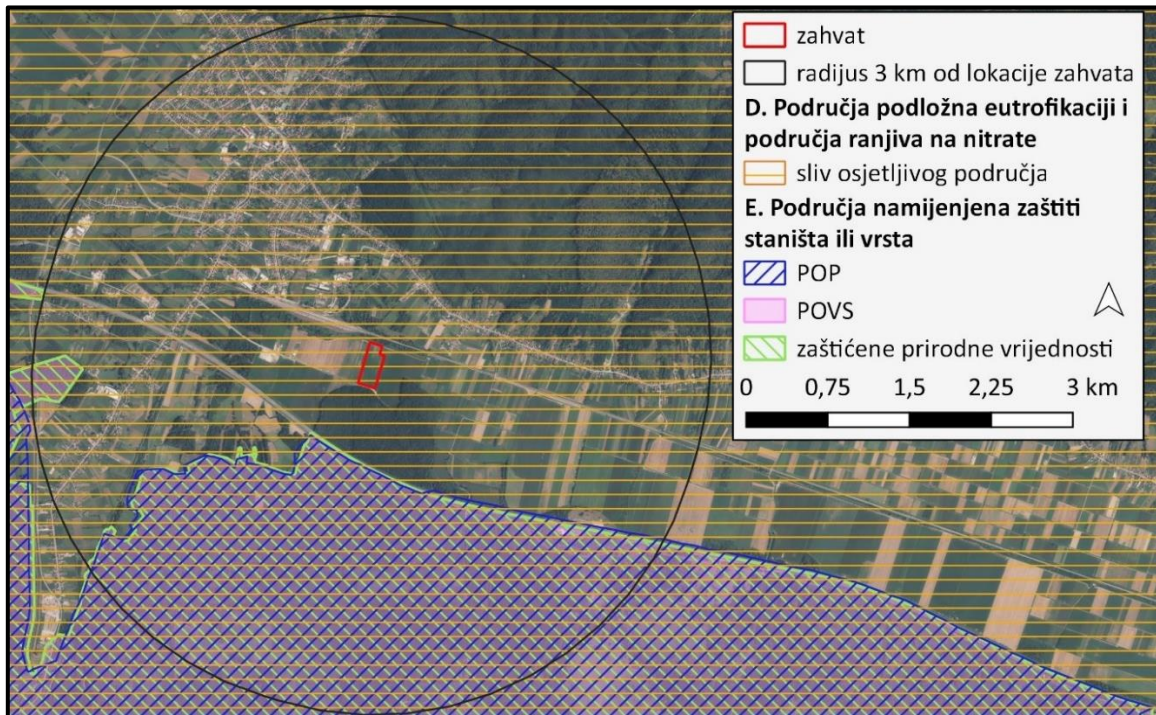 zahvat
radijus 3 km od lokacije zahvata
D. Područja podložna eutrofikaciji i
područja ranjiva na nitrate
sliv osjetljivog područja
E. Područja namijenjena zaštiti
staništa ili vrsta
POP
POVS
zaštićene prirodne vrijednosti
0 0,75 1,5 2,25 3 km